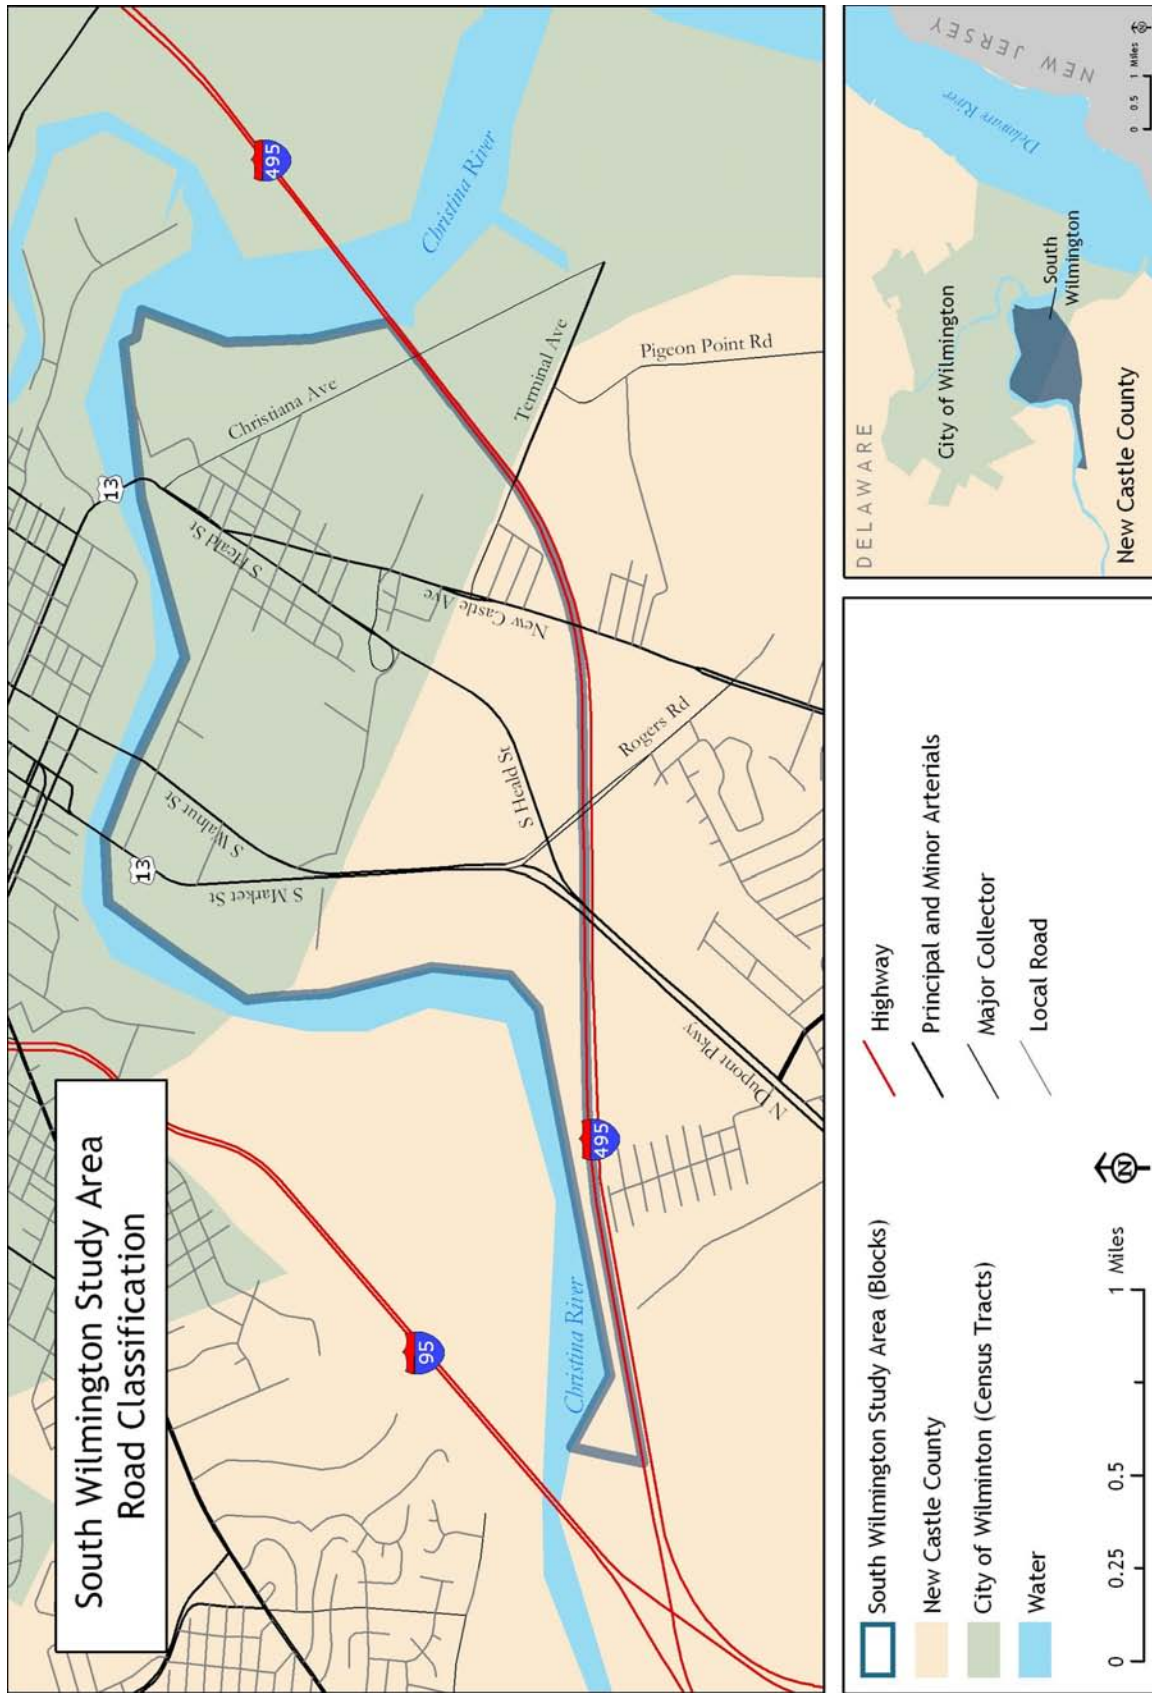 South Wilmington Study Area
Road Classification
495
Christina River
13
Christiana Ave
S Heald St
Terminal Ave
Pigeon Point Rd
New Castle Ave
S Walnut St
13
S Market St
S Heald St
Rogers Rd
N Dupont Pkwy
95
Christina River
495
South Wilmington Study Area (Blocks)
New Castle County
City of Wilminton (Census Tracts)
Water
Highway
Principal and Minor Arterials
Major Collector
Local Road
0 0.25 0.5 1 Miles
N
DELAWARE
City of Wilmington
South
Wilmington
New Castle County
Delaware River
NEW JERSEY
0 0.5 1 Miles
N